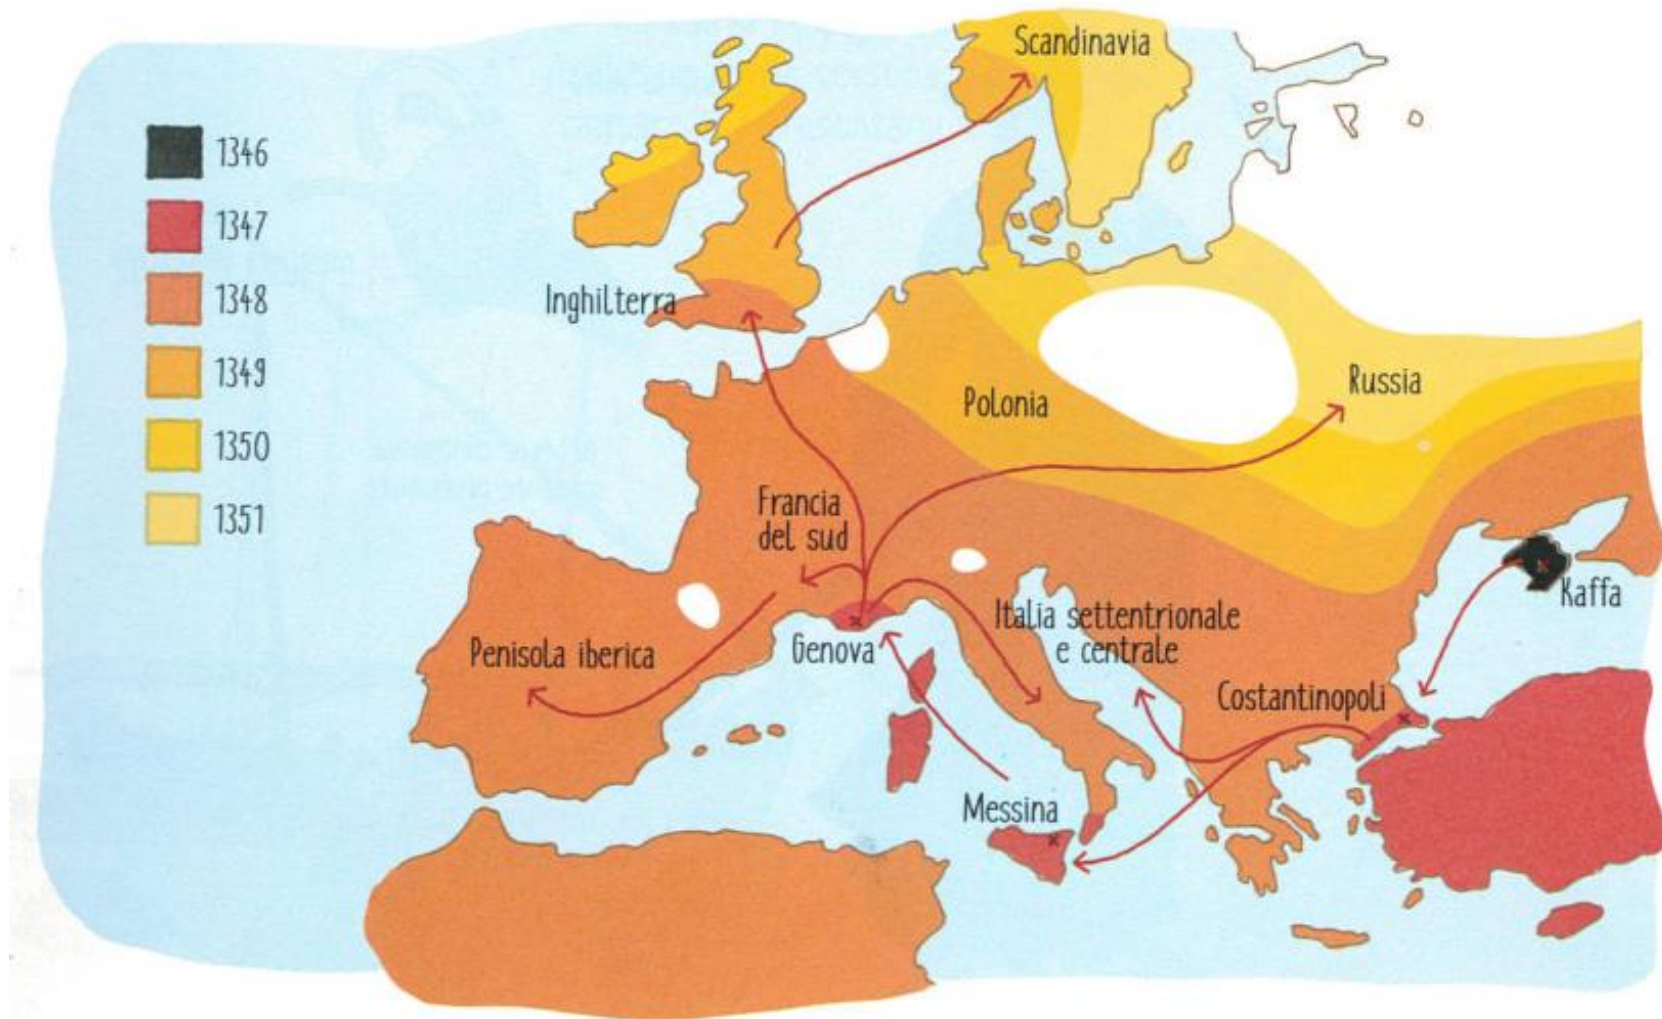 Scandinavia
1346
1347
1348
1349
1350
1351
Inghilterra
Polonia
Russia
Francia
del sud
Kaffa
Italia settentrionale
e centrale
Penisola iberica
Genova
Costantinopoli
Messina